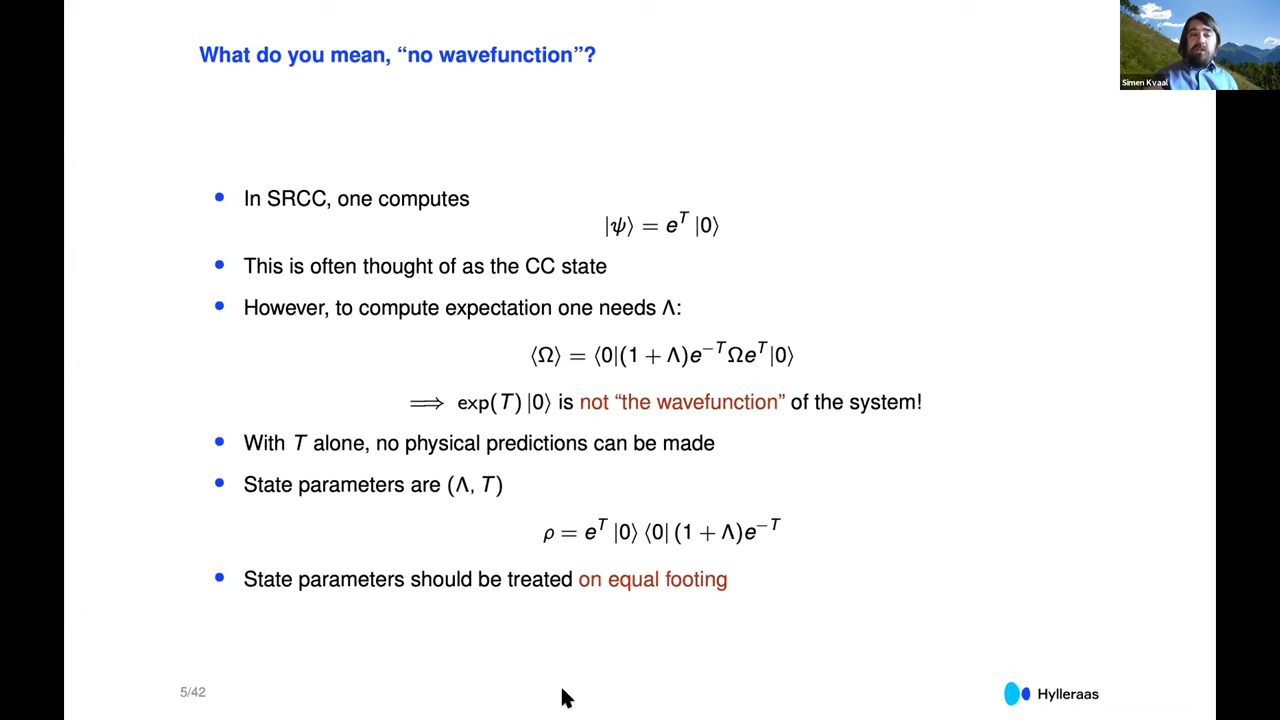 What do you mean, “no wavefunction”?
Simen Kvaal
• In SRCC, one computes
|ψ⟩ = e^T |0⟩
• This is often thought of as the CC state
• However, to compute expectation one needs Λ:
⟨Ω⟩ = ⟨0|(1 + Λ)e^{−T}Ωe^T|0⟩
⟹ exp(T) |0⟩ is not “the wavefunction” of the system!
• With T alone, no physical predictions can be made
• State parameters are (Λ, T)
ρ = e^T |0⟩ ⟨0| (1 + Λ)e^{−T}
• State parameters should be treated on equal footing
5/42
Hylleraas